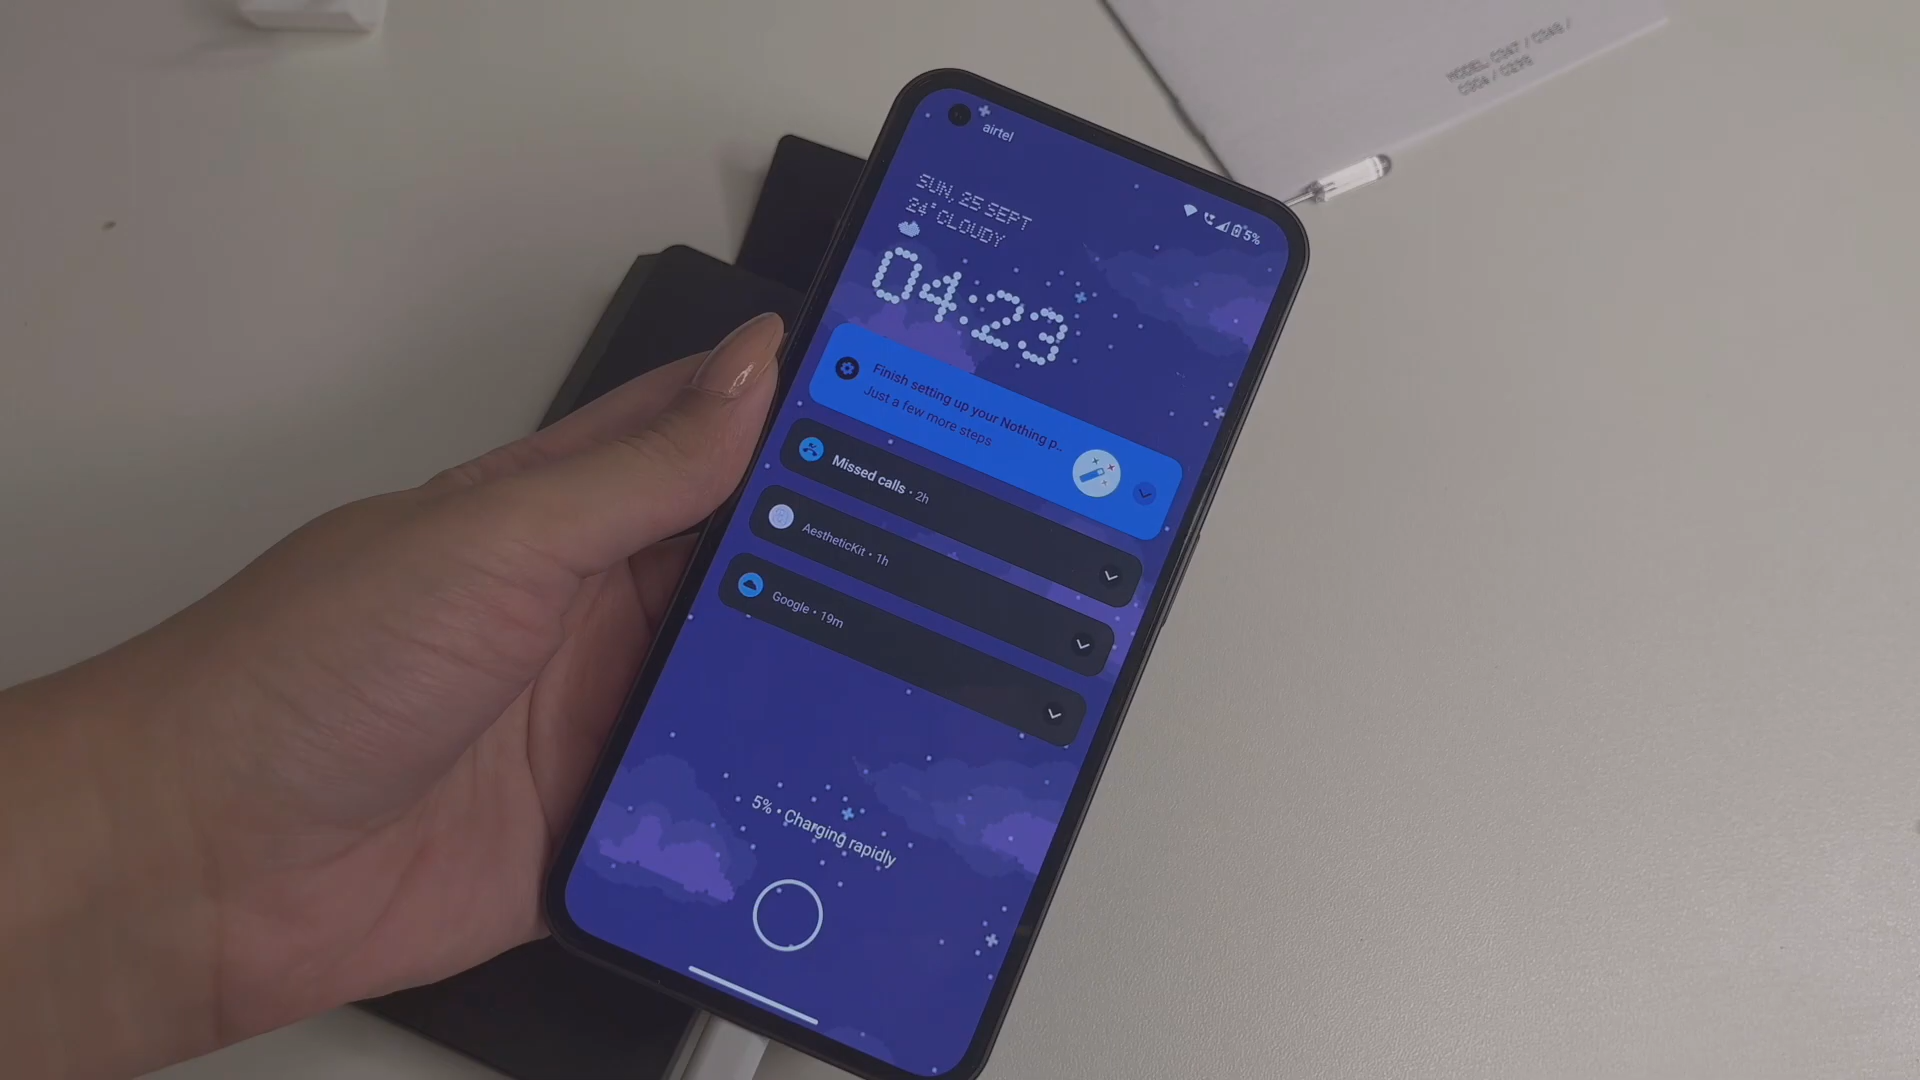 airtel
5%
SUN, 25 SEPT
24° CLOUDY
04:23
Finish setting up your Nothing p..
Just a few more steps
Missed calls • 2h
AestheticKit • 1h
Google • 19m
5% • Charging rapidly